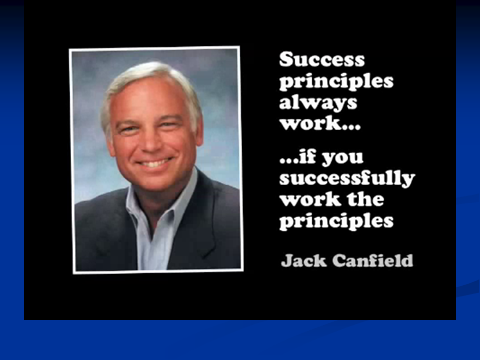 Success
principles
always
work...
...if you
successfully
work the
principles
Jack Canfield